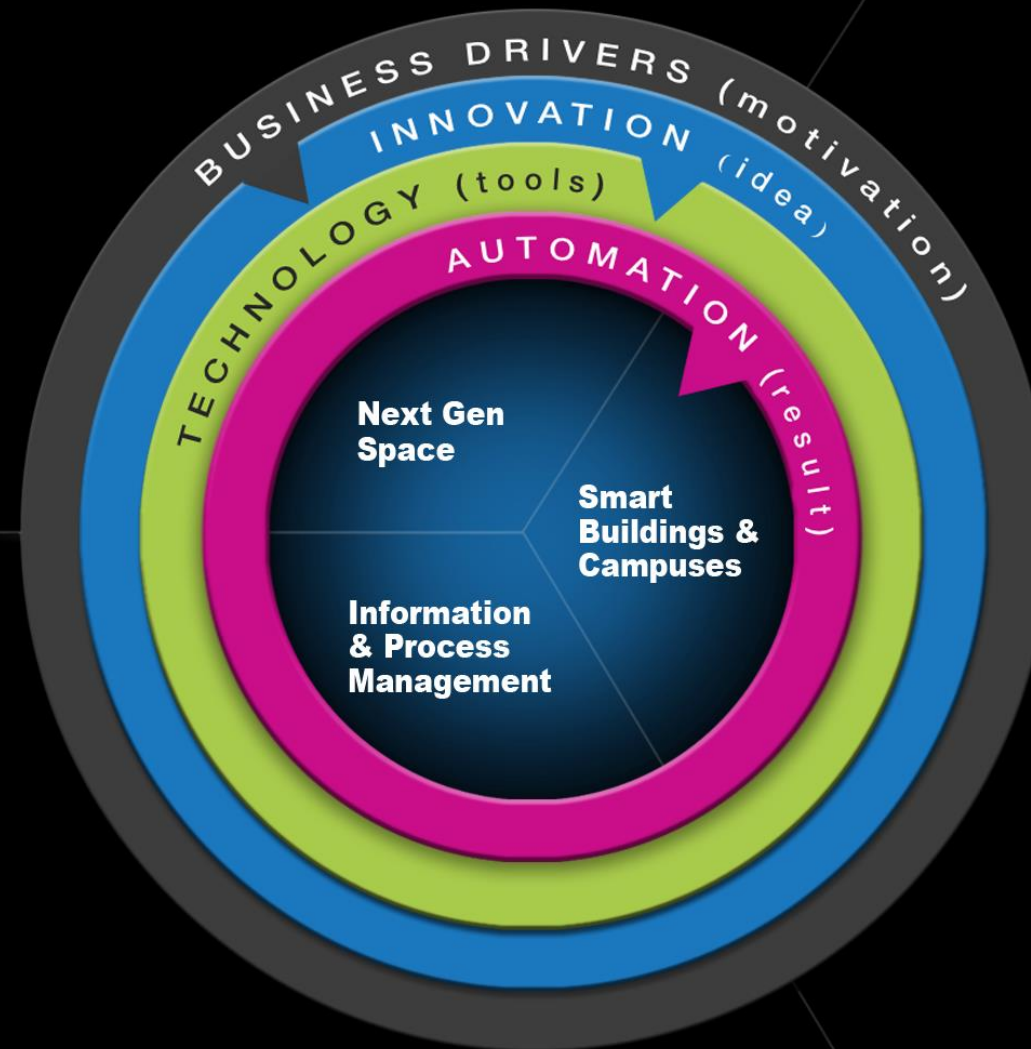 BUSINESS DRIVERS (motivation)
INNOVATION (idea)
TECHNOLOGY (tools)
AUTOMATION (result)
Next Gen
Space
Smart
Buildings &
Campuses
Information
& Process
Management